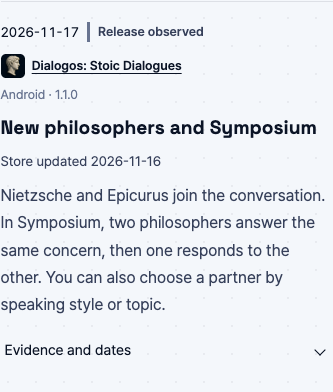 2026-11-17 | Release observed
Dialogos: Stoic Dialogues
Android · 1.1.0
New philosophers and Symposium
Store updated 2026-11-16
Nietzsche and Epicurus join the conversation.
In Symposium, two philosophers answer the
same concern, then one responds to the
other. You can also choose a partner by
speaking style or topic.
Evidence and dates